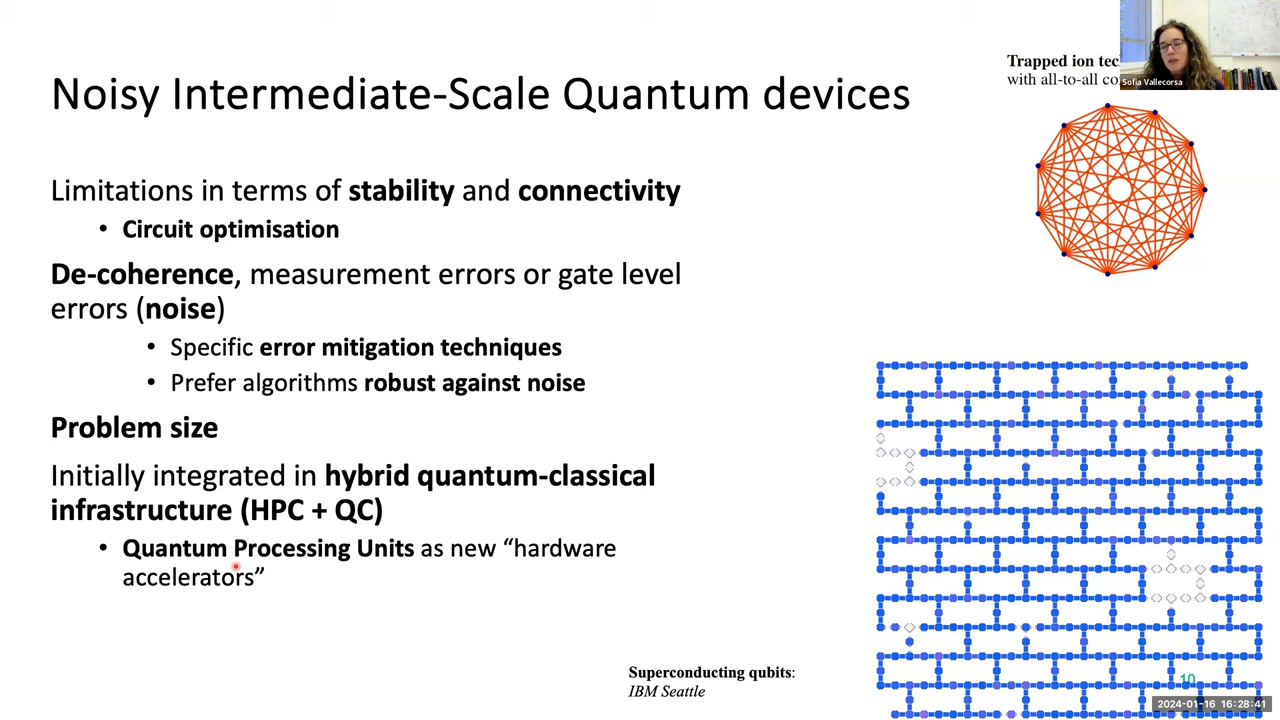 Noisy Intermediate-Scale Quantum devices
Trapped ion
with all-to-all
Sofia Vallecorsa
Limitations in terms of stability and connectivity
• Circuit optimisation
De-coherence, measurement errors or gate level
errors (noise)
• Specific error mitigation techniques
• Prefer algorithms robust against noise
Problem size
Initially integrated in hybrid quantum-classical
infrastructure (HPC + QC)
• Quantum Processing Units as new “hardware
accelerators”
Superconducting qubits:
IBM Seattle
10
2024-01-16 16:28:41